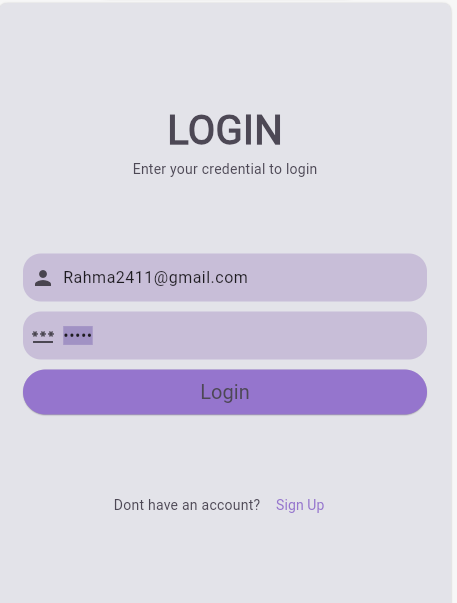 LOGIN
Enter your credential to login
Rahma2411@gmail.com
•••••
Login
Dont have an account? Sign Up